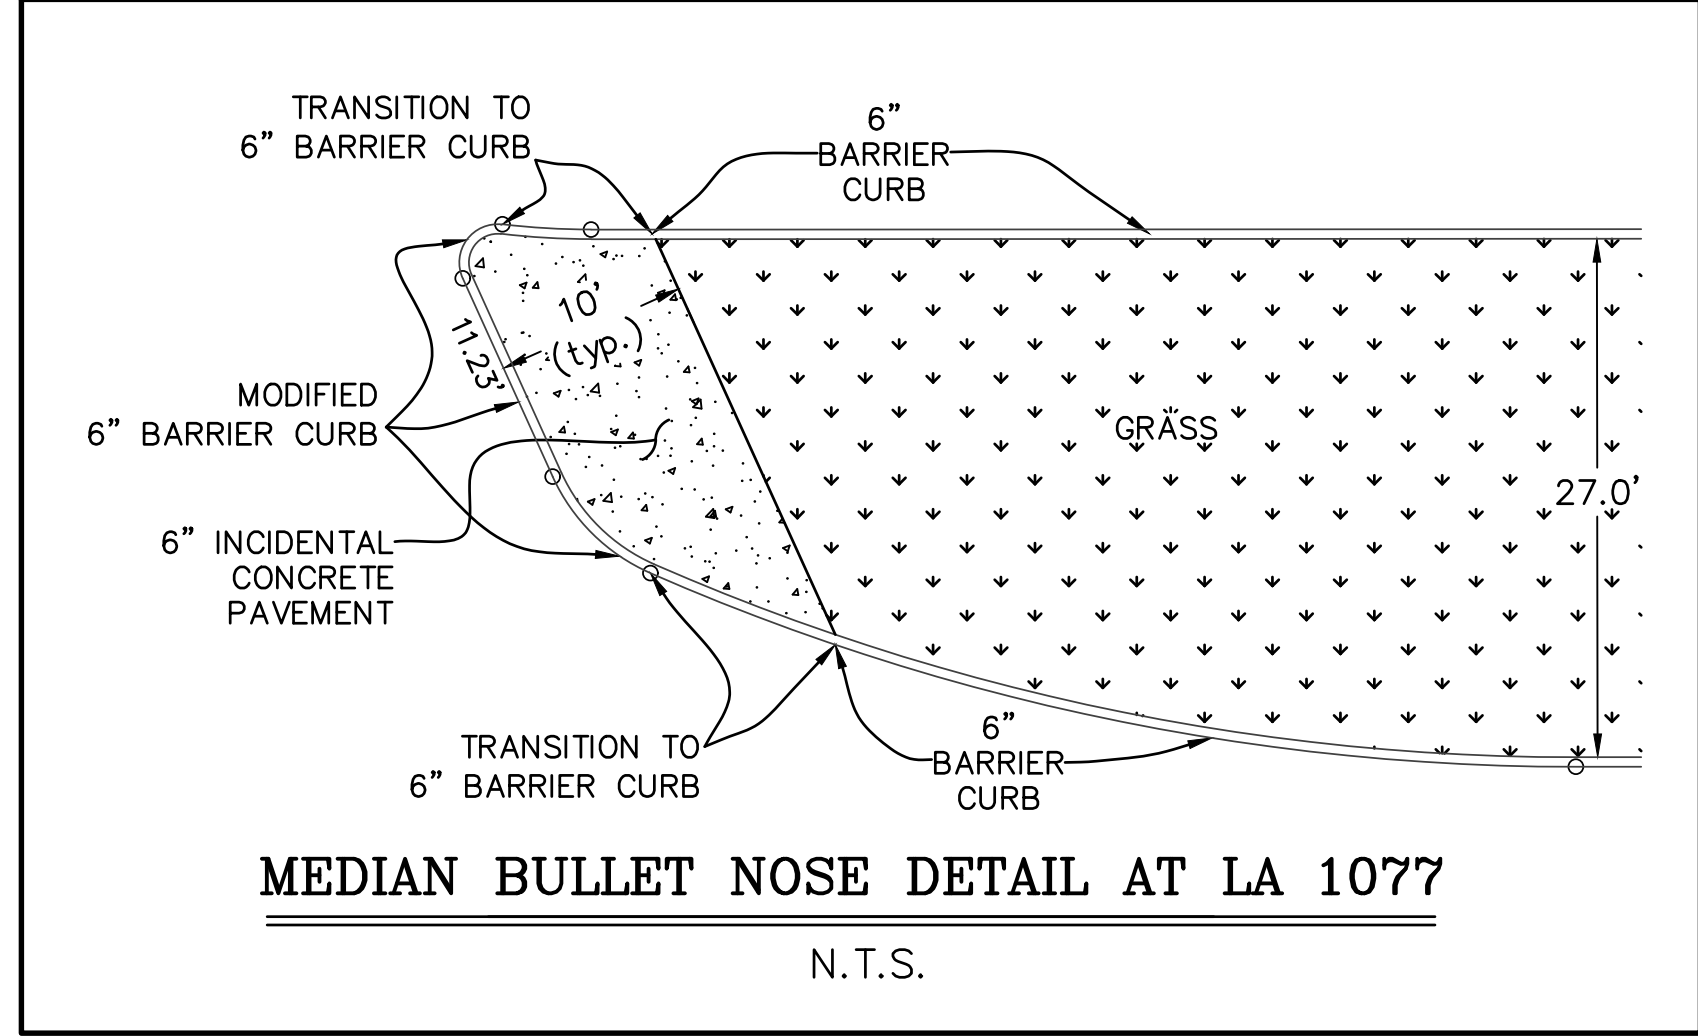 TRANSITION TO
6" BARRIER CURB
6"
BARRIER
CURB
10'
(typ.)
11.23'
MODIFIED
6" BARRIER CURB
GRASS
27.0'
6" INCIDENTAL
CONCRETE
PAVEMENT
TRANSITION TO
6" BARRIER CURB
6"
BARRIER
CURB
MEDIAN BULLET NOSE DETAIL AT LA 1077
N.T.S.